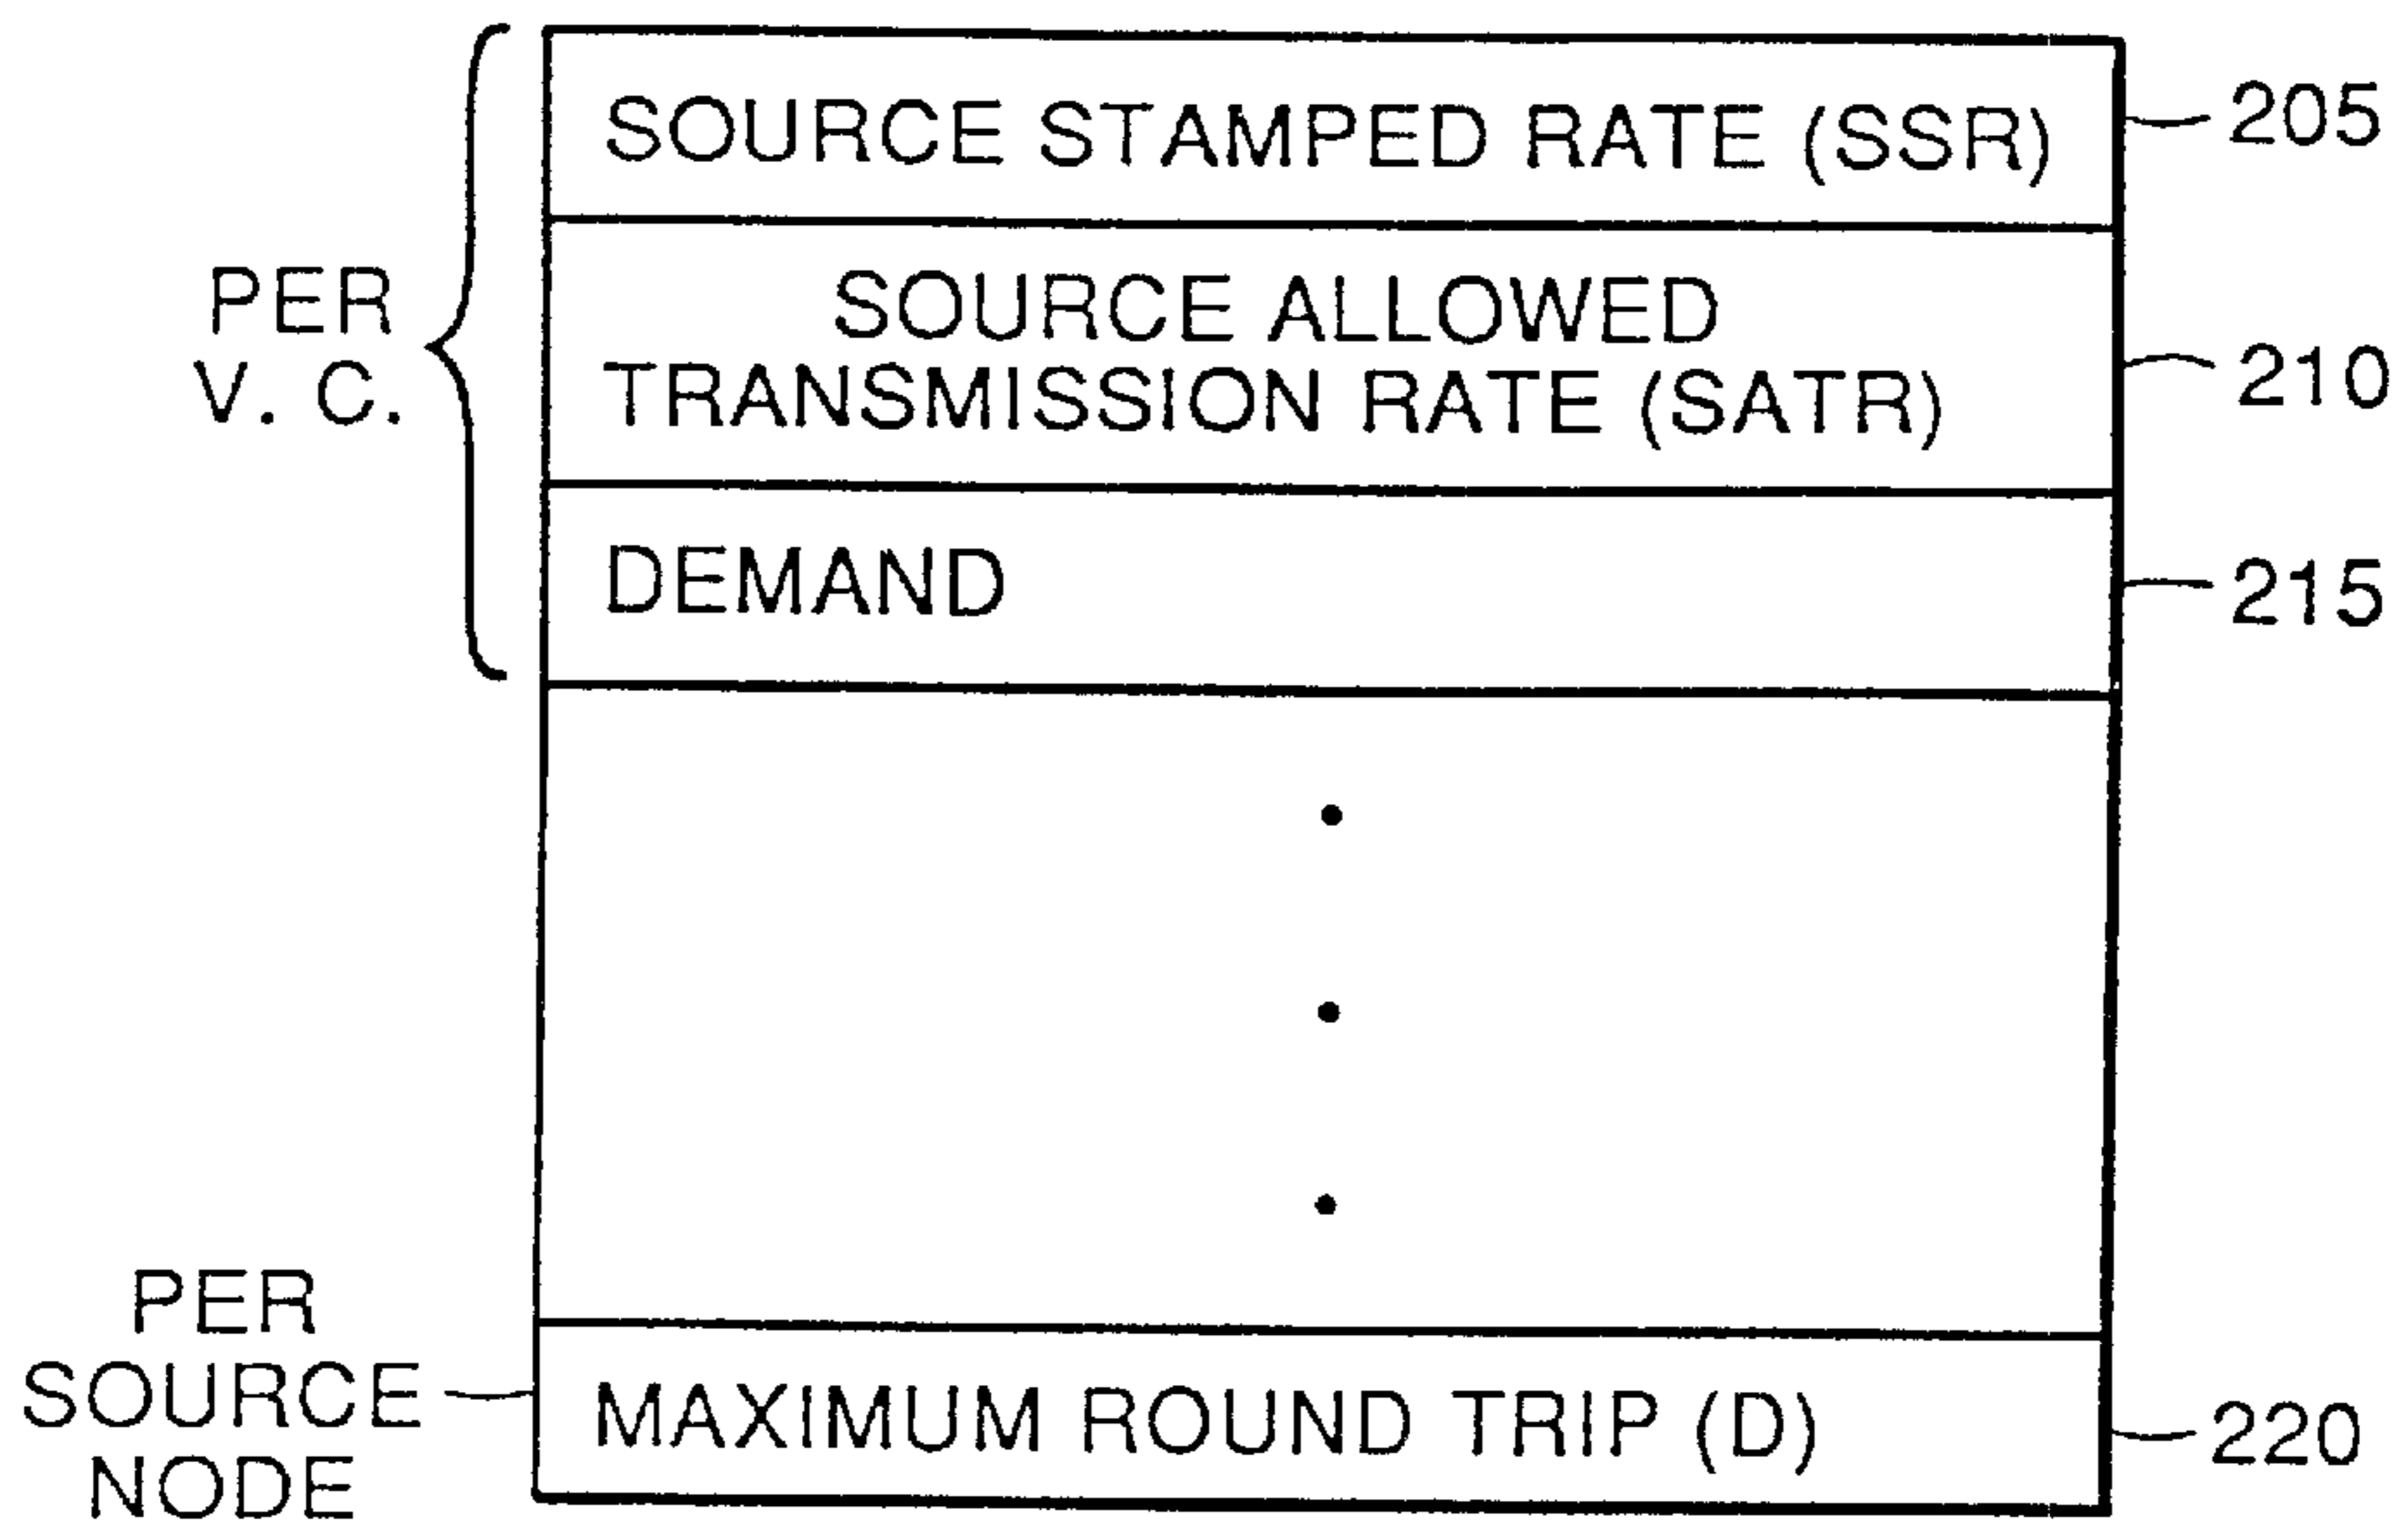 SOURCE STAMPED RATE (SSR)
205
PER
V. C.
SOURCE ALLOWED
TRANSMISSION RATE (SATR)
210
DEMAND
215
PER
SOURCE
NODE
MAXIMUM ROUND TRIP (D)
220